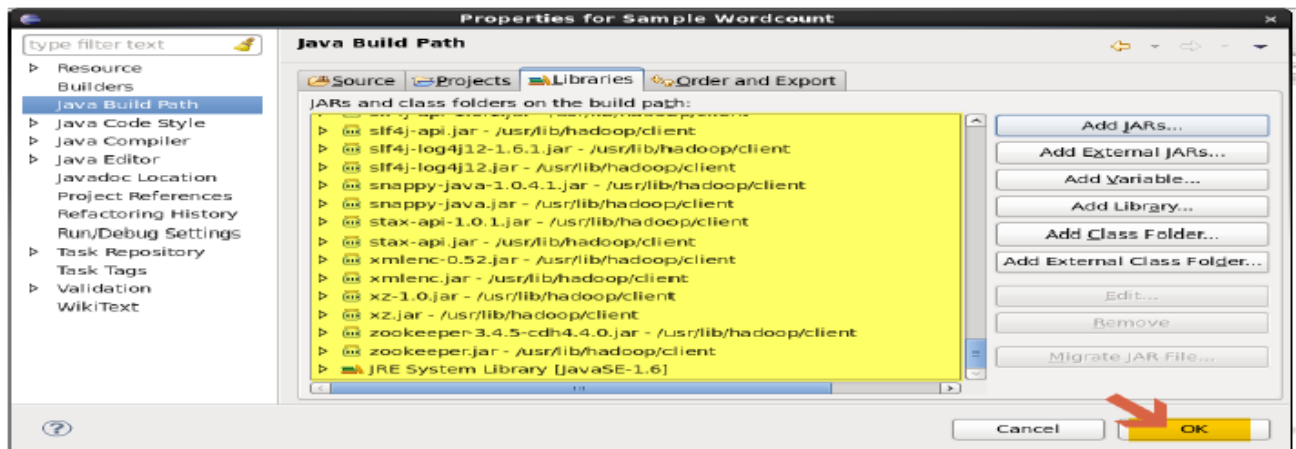 Properties for Sample Wordcount
type filter text
Resource
Builders
Java Build Path
Java Code Style
Java Compiler
Java Editor
Javadoc Location
Project References
Refactoring History
Run/Debug Settings
Task Repository
Task Tags
Validation
WikiText
Java Build Path
Source Projects Libraries Order and Export
JARs and class folders on the build path:
slf4j-api.jar - /usr/lib/hadoop/client
slf4j-log4j12-1.6.1.jar - /usr/lib/hadoop/client
slf4j-log4j12.jar - /usr/lib/hadoop/client
snappy-java-1.0.4.1.jar - /usr/lib/hadoop/client
snappy-java.jar - /usr/lib/hadoop/client
stax-api-1.0.1.jar - /usr/lib/hadoop/client
stax-api.jar - /usr/lib/hadoop/client
xmlenc-0.52.jar - /usr/lib/hadoop/client
xmlenc.jar - /usr/lib/hadoop/client
xz-1.0.jar - /usr/lib/hadoop/client
xz.jar - /usr/lib/hadoop/client
zookeeper-3.4.5-cdh4.4.0.jar - /usr/lib/hadoop/client
zookeeper.jar - /usr/lib/hadoop/client
JRE System Library [JavaSE-1.6]
Add JARs...
Add External JARs...
Add Variable...
Add Library...
Add Class Folder...
Add External Class Folder...
Edit...
Remove
Migrate JAR File...
Cancel OK